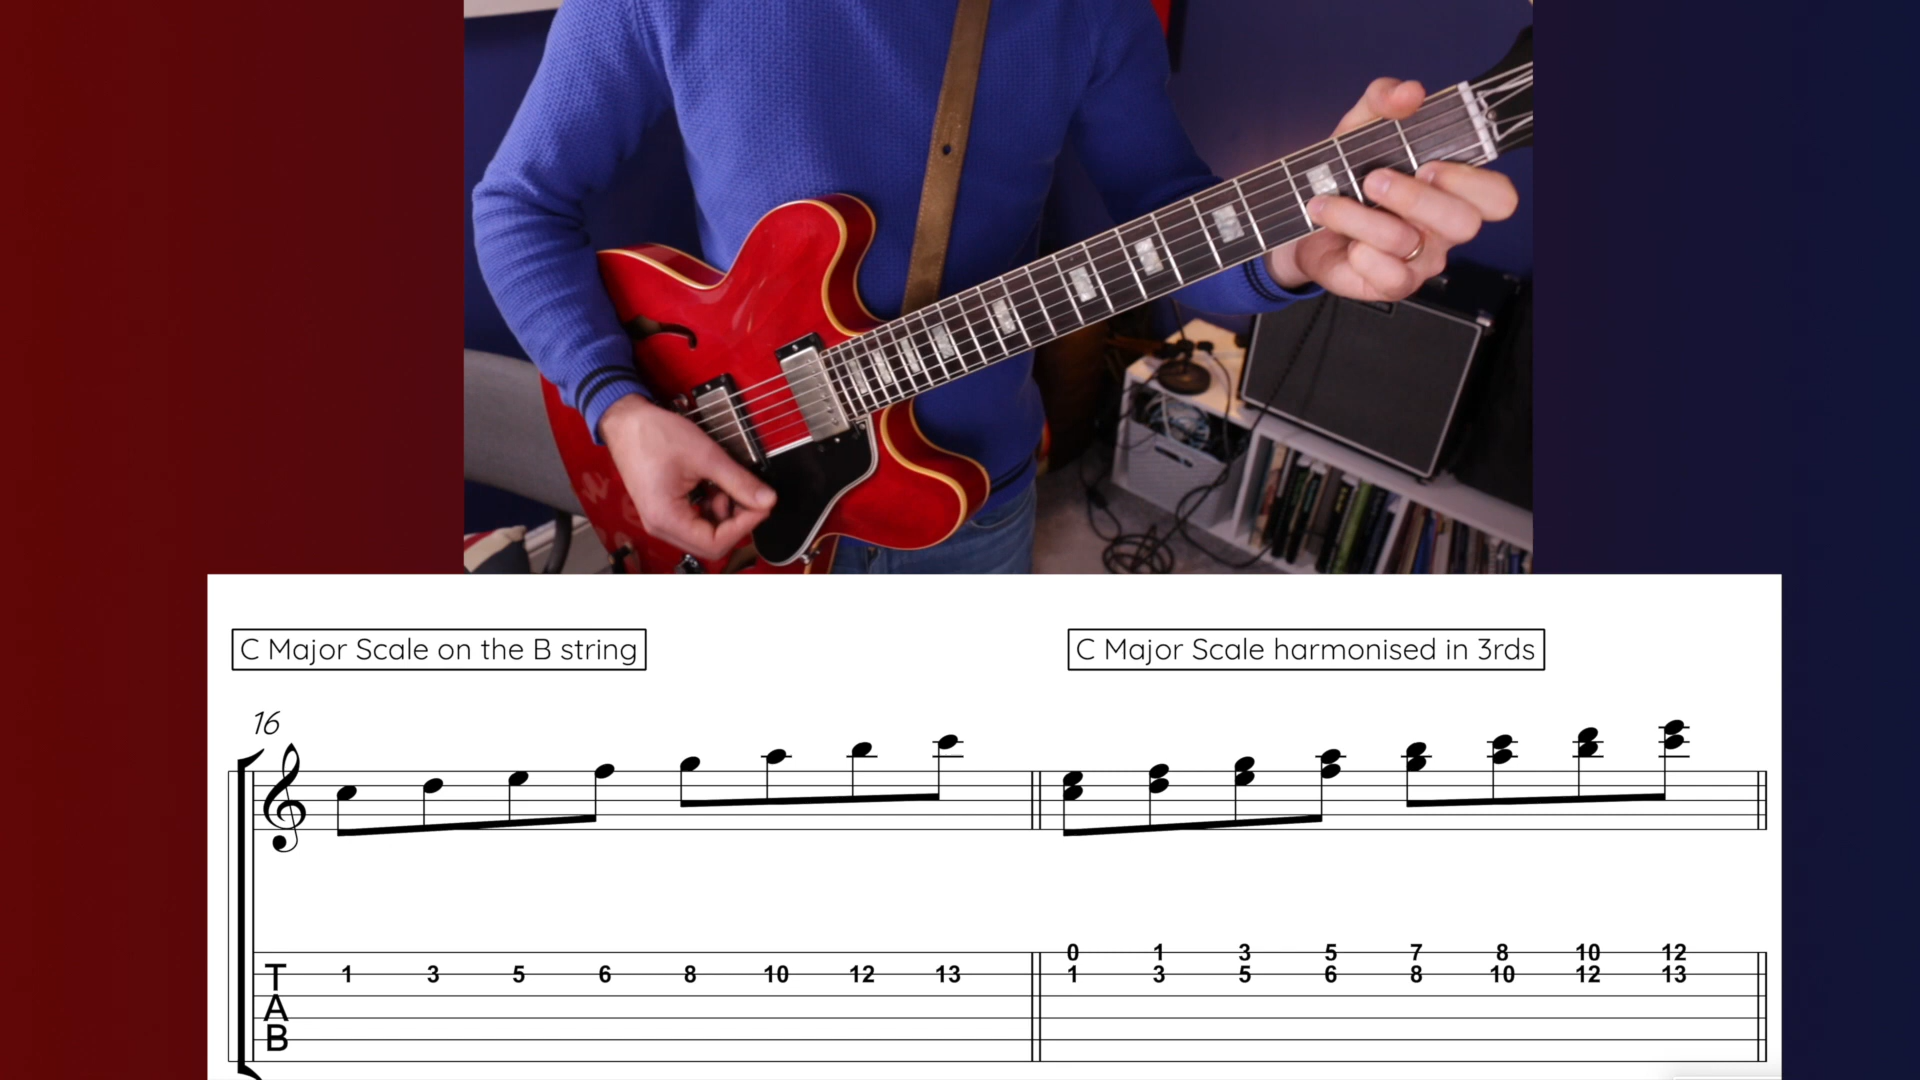 C Major Scale on the B string
C Major Scale harmonised in 3rds
16
0 1 3 5 7 8 10 12
T 1 3 5 6 8 10 12 13 1 3 5 6 8 10 12 13
A
B